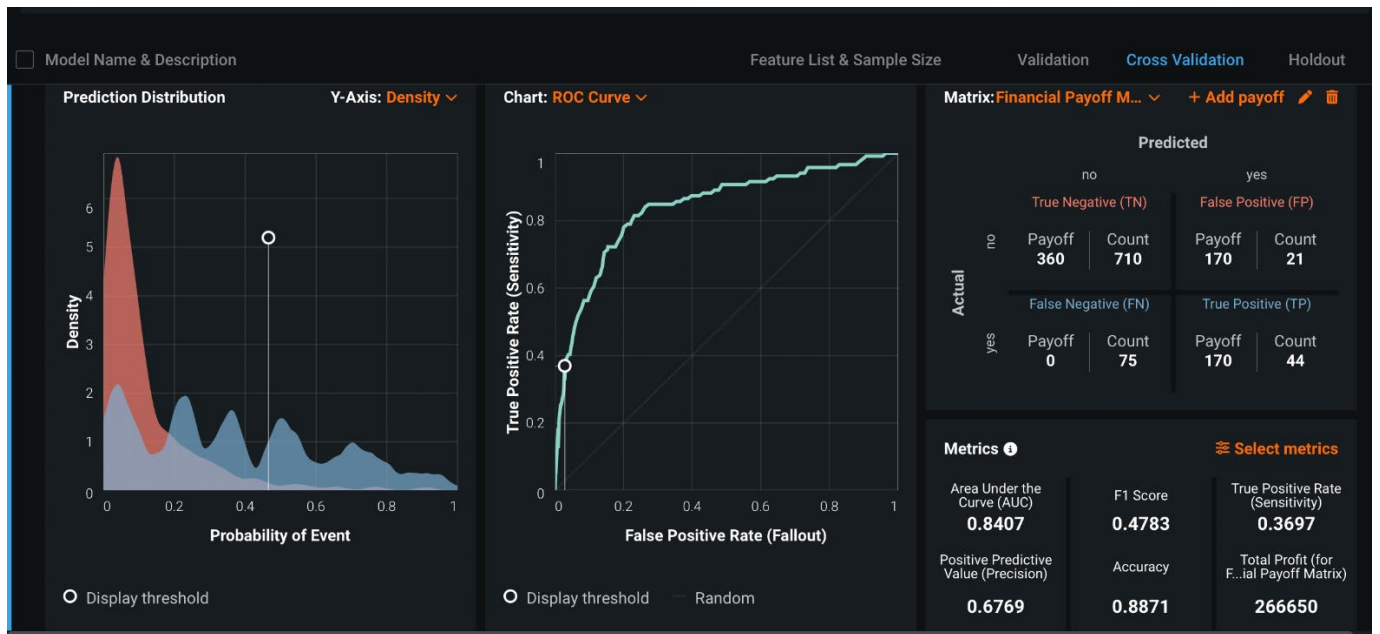 Model Name & Description Feature List & Sample Size Validation Cross Validation Holdout
Prediction Distribution Y-Axis: Density
6
5
4
3
2
1
0
Density
0 0.2 0.4 0.6 0.8 1
Probability of Event
Display threshold
Chart: ROC Curve
1
0.8
0.6
0.4
0.2
0
True Positive Rate (Sensitivity)
0 0.2 0.4 0.6 0.8 1
False Positive Rate (Fallout)
Display threshold Random
Matrix:Financial Payoff M... + Add payoff
Predicted
no yes
Actual
no
True Negative (TN) False Positive (FP)
Payoff Count Payoff Count
360 710 170 21
yes
False Negative (FN) True Positive (TP)
Payoff Count Payoff Count
0 75 170 44
Metrics Select metrics
Area Under the
Curve (AUC)
0.8407
F1 Score
0.4783
True Positive Rate
(Sensitivity)
0.3697
Positive Predictive
Value (Precision)
0.6769
Accuracy
0.8871
Total Profit (for
F...ial Payoff Matrix)
266650